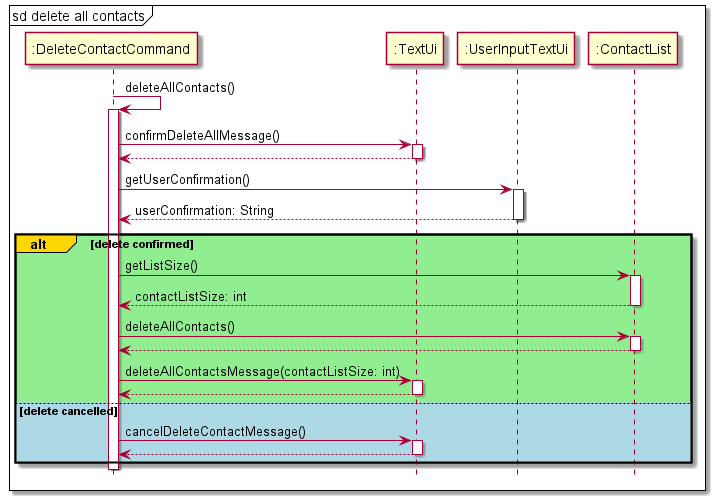 sd delete all contacts
:DeleteContactCommand :TextUi :UserInputTextUi :ContactList
deleteAllContacts()
confirmDeleteAllMessage()
getUserConfirmation()
userConfirmation: String
alt [delete confirmed]
getListSize()
contactListSize: int
deleteAllContacts()
deleteAllContactsMessage(contactListSize: int)
[delete cancelled]
cancelDeleteContactMessage()